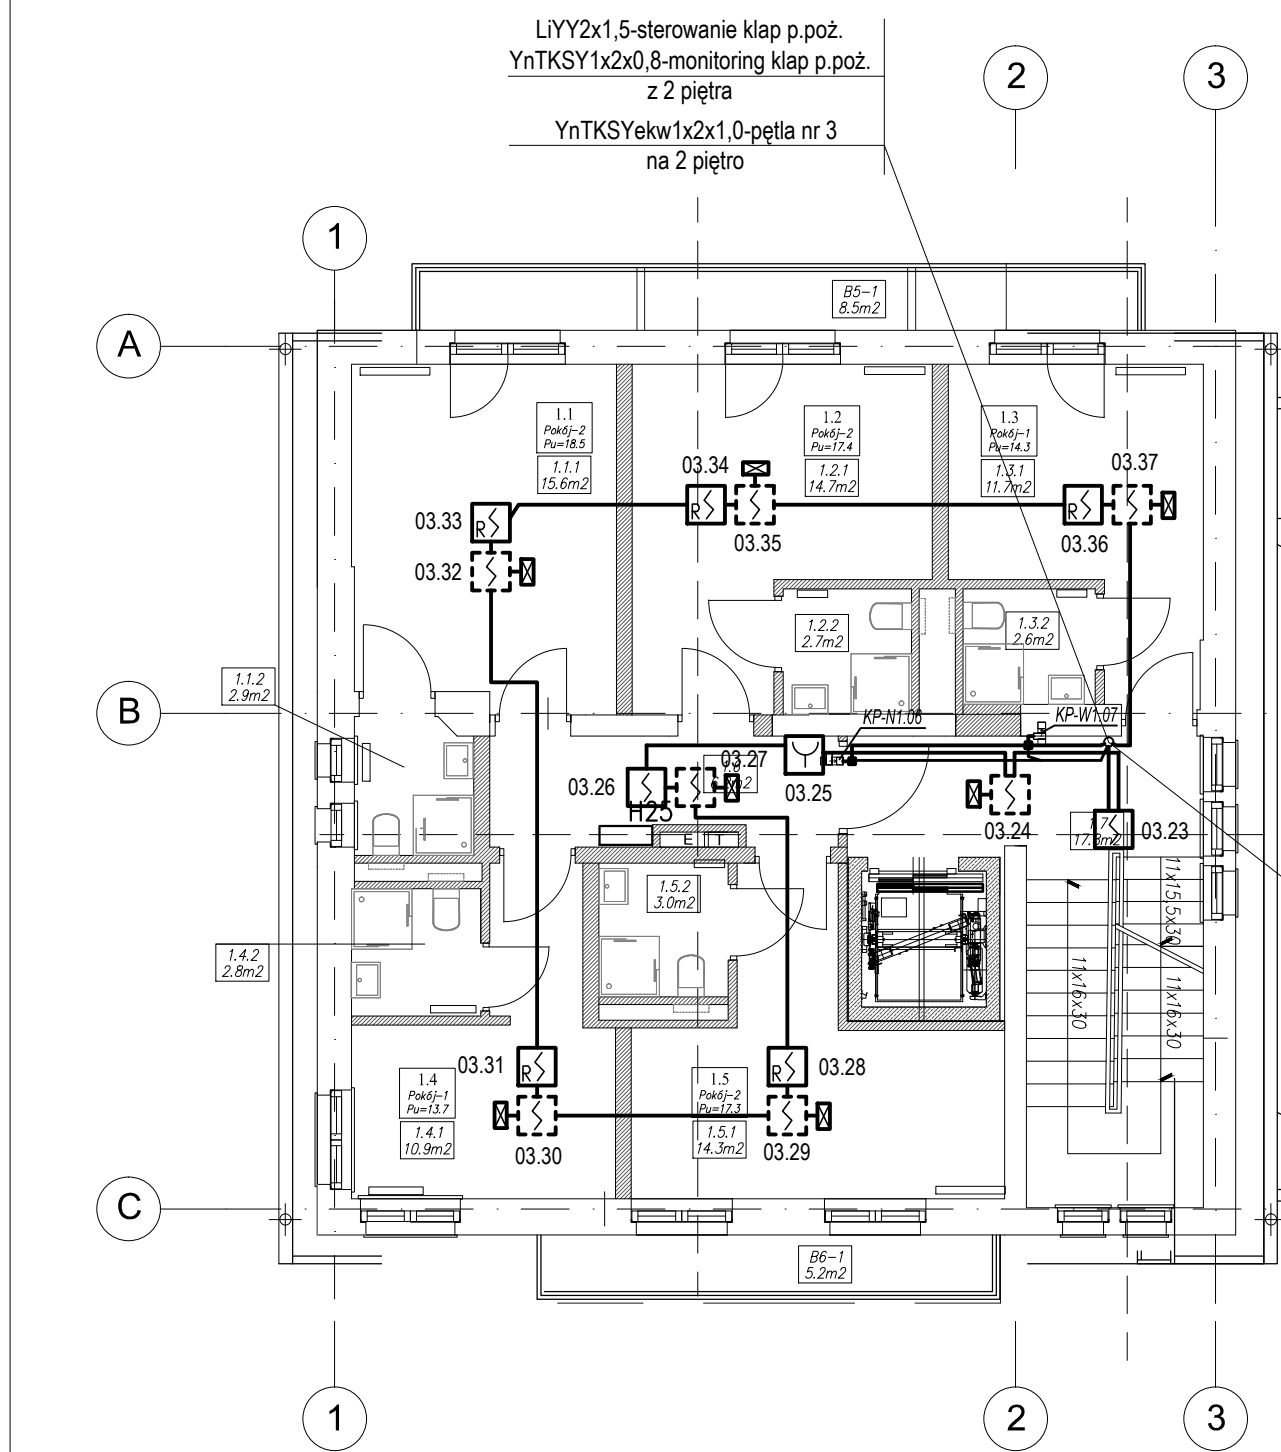 LiYY2x1,5-sterowanie klap p.poż.
YnTKSY1x2x0,8-monitoring klap p.poż.
z 2 piętra
YnTKSYekw1x2x1,0-pętla nr 3
na 2 piętro
2
3
1
A
B5-1
8.5m2
1.1
Pokój-2
Pu=18.5
1.1.1
15.6m2
1.2
Pokój-2
Pu=17.4
1.2.1
14.7m2
1.3
Pokój-1
Pu=14.3
1.3.1
11.7m2
03.34
03.37
R
R
R
03.33
03.35
03.36
03.32
1.2.2
2.7m2
1.3.2
2.6m2
1.1.2
2.9m2
B
KP-N1.06
KP-W1.07
03.27
03.26
03.25
H25
03.24
03.23
E
T
11x15,5x30
1.5.2
3.0m2
1.4.2
2.8m2
11x16x30
11x16x30
03.31
R
R
03.28
1.4
Pokój-1
Pu=13.7
1.4.1
10.9m2
1.5
Pokój-2
Pu=17.3
1.5.1
14.3m2
03.30
03.29
C
B6-1
5.2m2
1
2
3